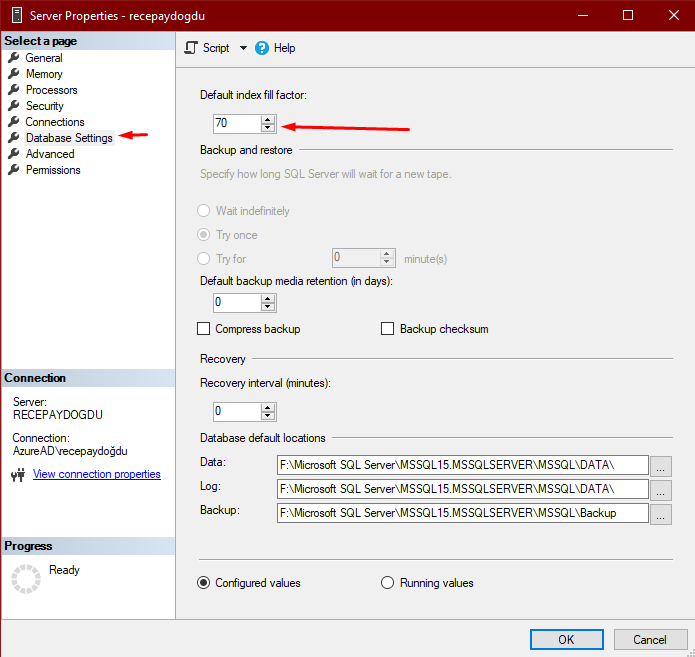 Server Properties - recepaydogdu
Select a page
General
Memory
Processors
Security
Connections
Database Settings
Advanced
Permissions
Connection
Server:
RECEPAYDOGDU
Connection:
AzureAD\recepaydoğdu
View connection properties
Progress
Ready
Script Help
Default index fill factor:
70
Backup and restore
Specify how long SQL Server will wait for a new tape.
Wait indefinitely
Try once
Try for 0 minute(s)
Default backup media retention (in days):
0
Compress backup Backup checksum
Recovery
Recovery interval (minutes):
0
Database default locations
Data: F:\Microsoft SQL Server\MSSQL15.MSSQLSERVER\MSSQL\DATA\ ...
Log: F:\Microsoft SQL Server\MSSQL15.MSSQLSERVER\MSSQL\DATA\ ...
Backup: F:\Microsoft SQL Server\MSSQL15.MSSQLSERVER\MSSQL\Backup ...
Configured values Running values
OK Cancel